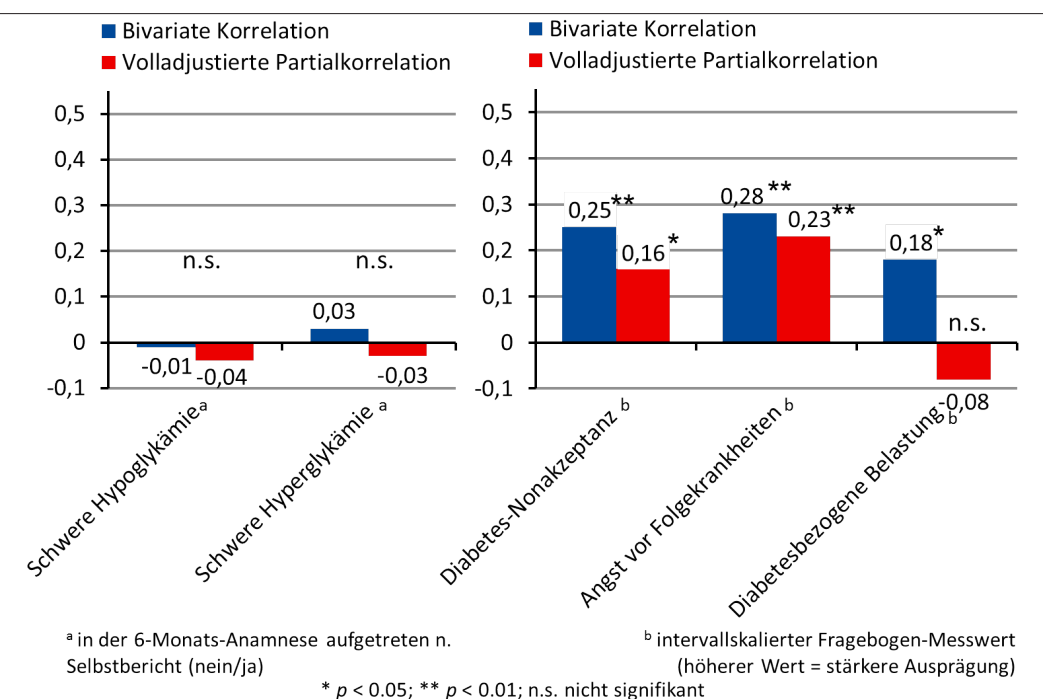 Bivariate Korrelation
Volladjustierte Partialkorrelation
0,5
0,4
0,3
0,2
0,1
0
-0,1
n.s.
n.s.
0,03
-0,01
-0,04
-0,03
Schwere Hypoglykämie a
Schwere Hyperglykämie a
Bivariate Korrelation
Volladjustierte Partialkorrelation
0,5
0,4
0,3
0,2
0,1
0
-0,1
0,25**
0,16*
0,28**
0,23**
0,18*
n.s.
-0,08
Diabetes-Nonakzeptanz b
Angst vor Folgekrankheiten b
Diabetesbezogene Belastung b
a in der 6-Monats-Anamnese aufgetreten n.
Selbstbericht (nein/ja)
b intervallskalierter Fragebogen-Messwert
(höherer Wert = stärkere Ausprägung)
* p < 0.05; ** p < 0.01; n.s. nicht signifikant